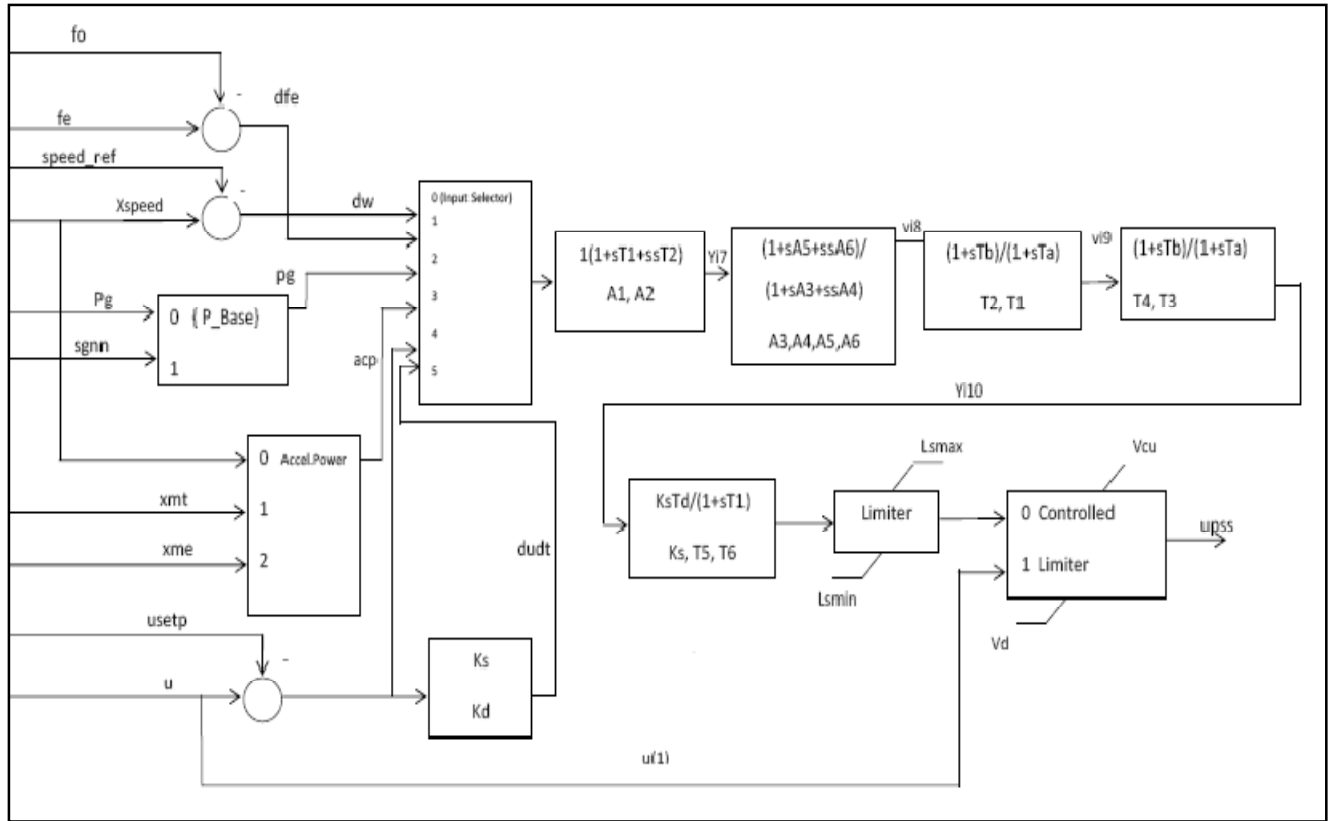 fo
-
dfe
fe
speed_ref
-
Xspeed
dw
0 (Input Selector)
1
2
3
4
5
pg
Pg
sgnin
0 ( P_Base)
1
acp
0 Accel.Power
1
2
xmt
xme
usetp
-
u
Ks
Kd
dudt
ui(1)
1(1+sT1+ssT2)
A1, A2
Yi7
(1+sA5+ssA6)/
(1+sA3+ssA4)
A3,A4,A5,A6
vi8
(1+sTb)/(1+sTa)
T2, T1
vi9
(1+sTb)/(1+sTa)
T4, T3
Yi10
KsTd/(1+sT1)
Ks, T5, T6
Lsmax
Limiter
Lsmin
Vcu
0 Controlled
1 Limiter
Vd
upss